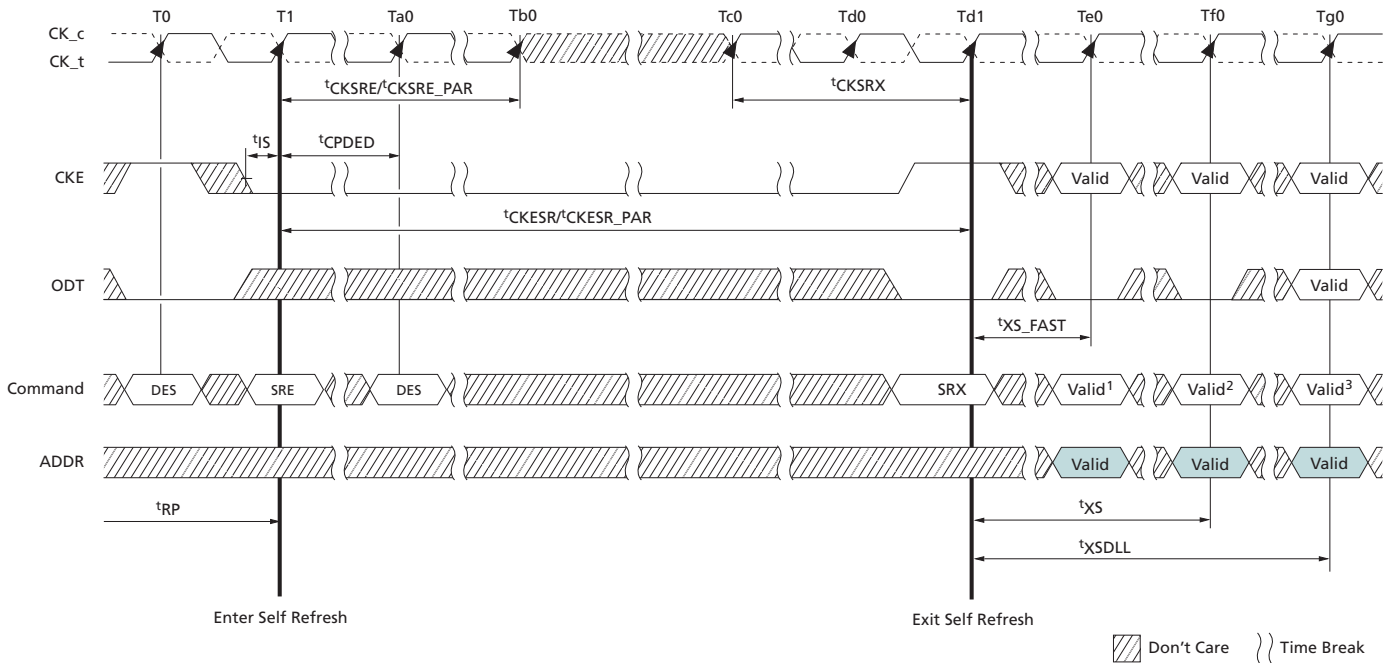 T0 T1 Ta0 Tb0 Tc0 Td0 Td1 Te0 Tf0 Tg0
CK_c
CK_t
tCKSRE/tCKSRE_PAR tCKSRX
tIS tCPDED
CKE Valid Valid Valid
tCKESR/tCKESR_PAR
ODT Valid
tXS_FAST
Command DES SRE DES SRX Valid1 Valid2 Valid3
ADDR Valid Valid Valid
tRP tXS
tXSDLL
Enter Self Refresh Exit Self Refresh
Don't Care Time Break